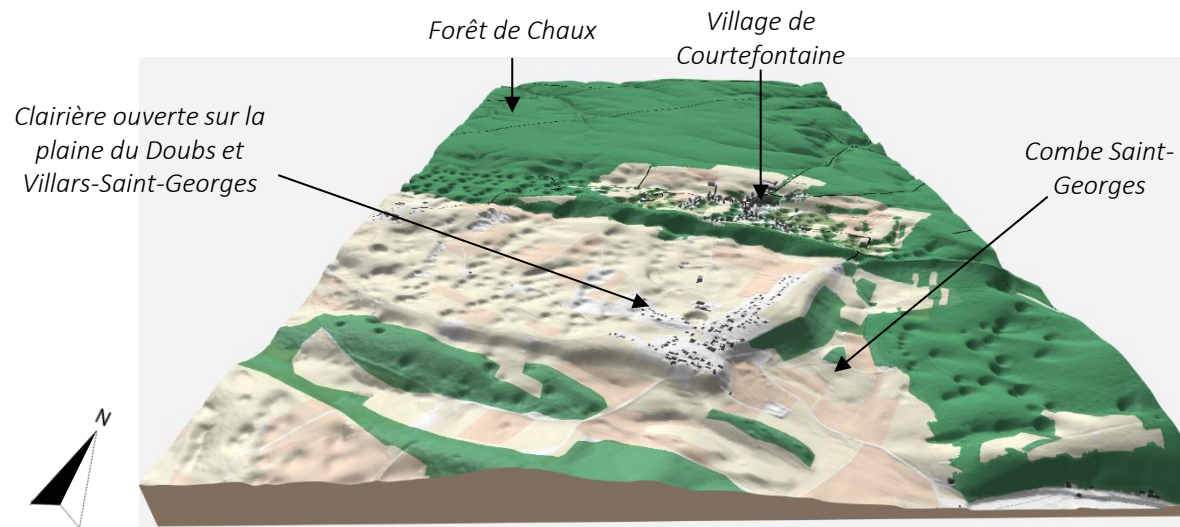 Forêt de Chaux
Village de
Courtefontaine
Clairière ouverte sur la
plaine du Doubs et
Villars-Saint-Georges
Combe Saint-
Georges
N